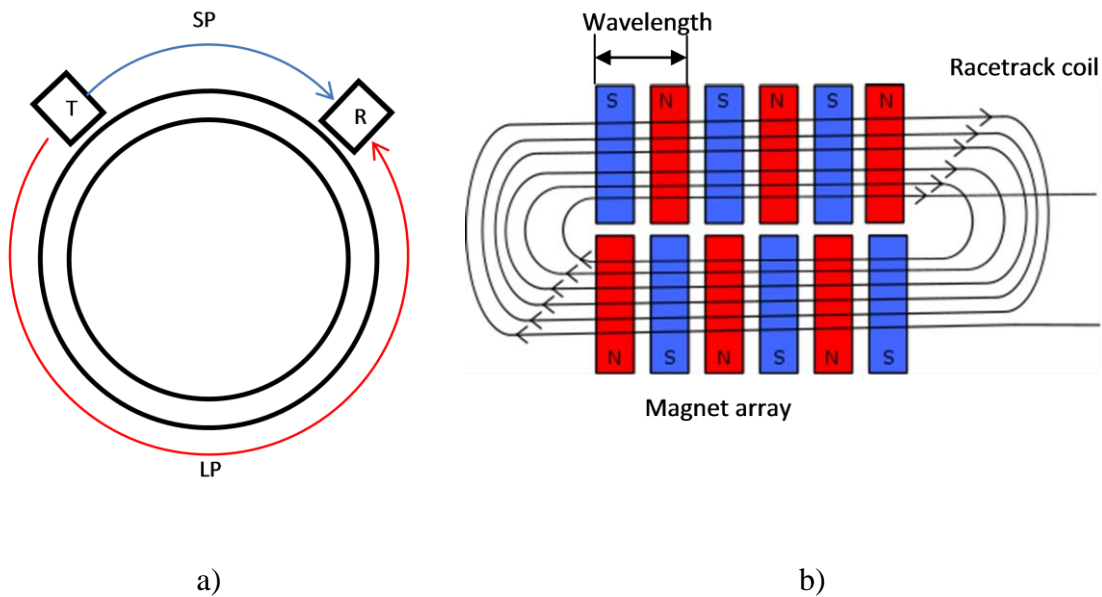 SP
T
R
LP
a)
Wavelength
Racetrack coil
S N S N S N
N S N S N S
Magnet array
b)